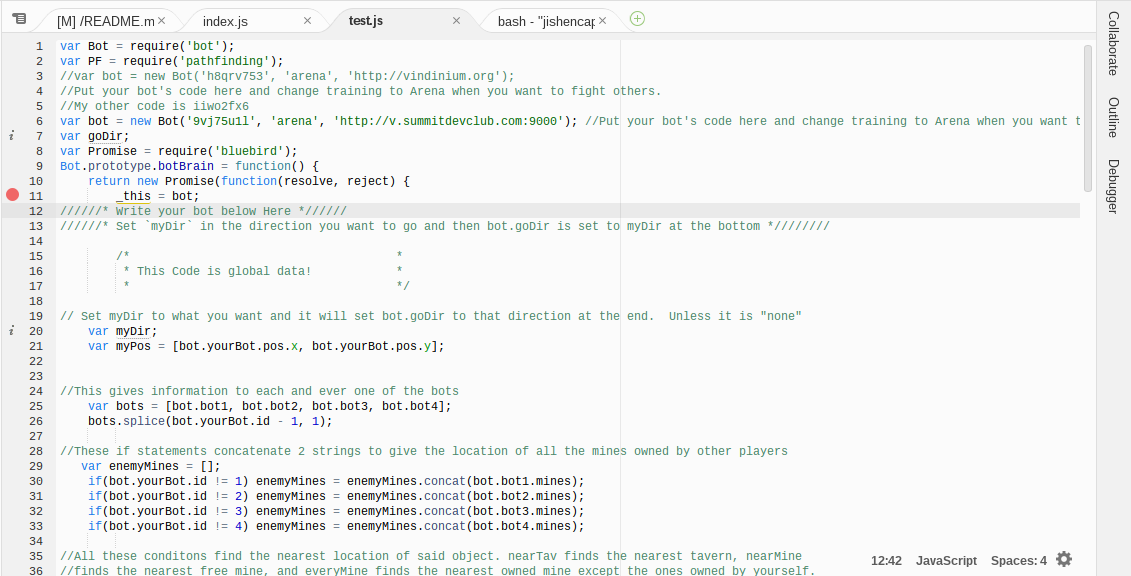 [M] /README.m × index.js × test.js × bash - "jishencap ×
1 var Bot = require('bot');
2 var PF = require('pathfinding');
3 //var bot = new Bot('h8qrv753', 'arena', 'http://vindinium.org');
4 //Put your bot's code here and change training to Arena when you want to fight others.
5 //My other code is iiwo2fx6
6 var bot = new Bot('9vj75u1l', 'arena', 'http://v.summitdevclub.com:9000'); //Put your bot's code here and change training to Arena when you want t
7 var goDir;
8 var Promise = require('bluebird');
9 Bot.prototype.botBrain = function() {
10 return new Promise(function(resolve, reject) {
11 _this = bot;
12 //////* Write your bot below Here *//////
13 //////* Set `myDir` in the direction you want to go and then bot.goDir is set to myDir at the bottom *////////
14
15 /* *
16 * This Code is global data! *
17 * */
18
19 // Set myDir to what you want and it will set bot.goDir to that direction at the end.  Unless it is "none"
20 var myDir;
21 var myPos = [bot.yourBot.pos.x, bot.yourBot.pos.y];
22
23
24 //This gives information to each and ever one of the bots
25 var bots = [bot.bot1, bot.bot2, bot.bot3, bot.bot4];
26 bots.splice(bot.yourBot.id - 1, 1);
27
28 //These if statements concatenate 2 strings to give the location of all the mines owned by other players
29 var enemyMines = [];
30 if(bot.yourBot.id != 1) enemyMines = enemyMines.concat(bot.bot1.mines);
31 if(bot.yourBot.id != 2) enemyMines = enemyMines.concat(bot.bot2.mines);
32 if(bot.yourBot.id != 3) enemyMines = enemyMines.concat(bot.bot3.mines);
33 if(bot.yourBot.id != 4) enemyMines = enemyMines.concat(bot.bot4.mines);
34
35 //All these conditons find the nearest location of said object. nearTav finds the nearest tavern, nearMine
36 //finds the nearest free mine, and everyMine finds the nearest owned mine except the ones owned by yourself.
12:42 JavaScript Spaces: 4
Collaborate
Outline
Debugger